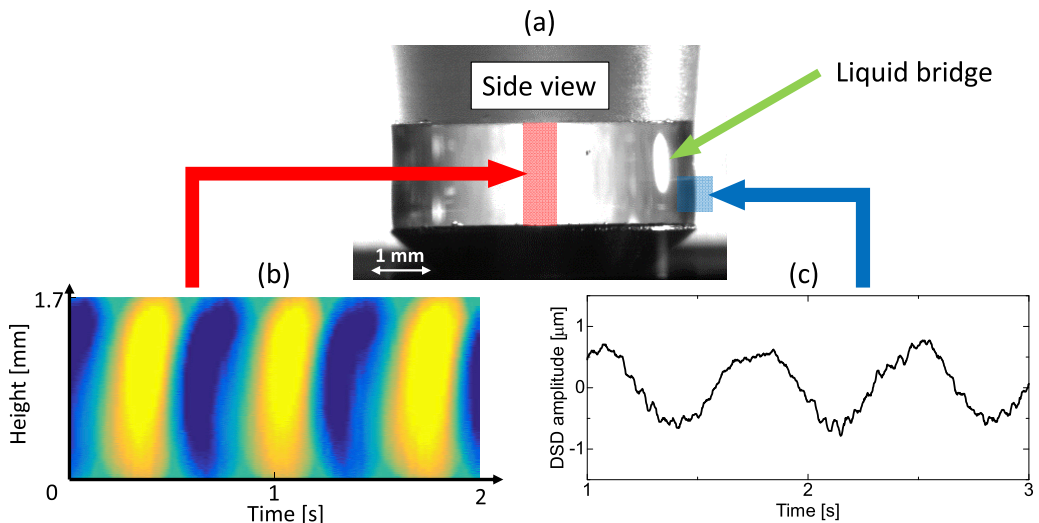 (a)
Side view
Liquid bridge
1 mm
(b)
(c)
1.7
Height [mm]
0
1
2
Time [s]
DSD amplitude [μm]
1
0
-1
1
2
3
Time [s]